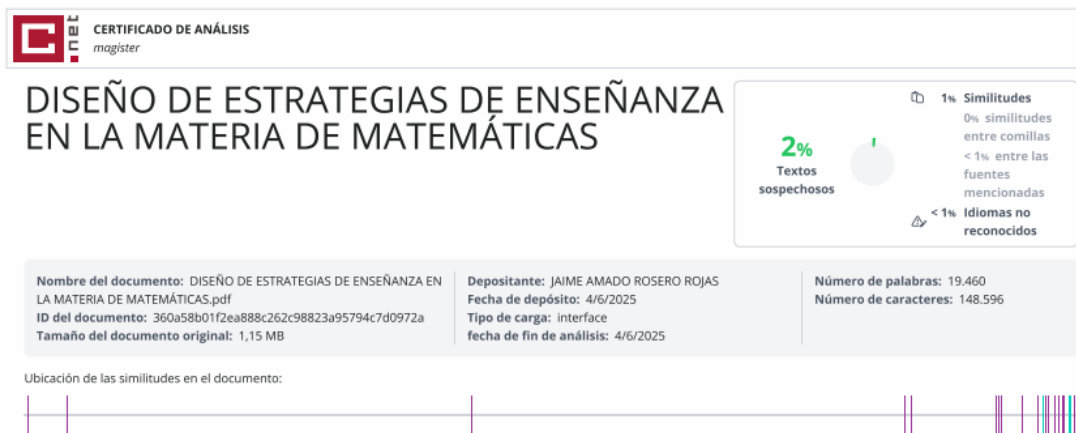 C.net
CERTIFICADO DE ANÁLISIS
magister
DISEÑO DE ESTRATEGIAS DE ENSEÑANZA
EN LA MATERIA DE MATEMÁTICAS
2%
Textos
sospechosos
1% Similitudes
0% similitudes
entre comillas
< 1% entre las
fuentes
mencionadas
< 1% Idiomas no
reconocidos
Nombre del documento: DISEÑO DE ESTRATEGIAS DE ENSEÑANZA EN
LA MATERIA DE MATEMÁTICAS.pdf
ID del documento: 360a58b01f2ea888c262c98823a95794c7d0972a
Tamaño del documento original: 1,15 MB
Depositante: JAIME AMADO ROSERO ROJAS
Fecha de depósito: 4/6/2025
Tipo de carga: interface
fecha de fin de análisis: 4/6/2025
Número de palabras: 19.460
Número de caracteres: 148.596
Ubicación de las similitudes en el documento: